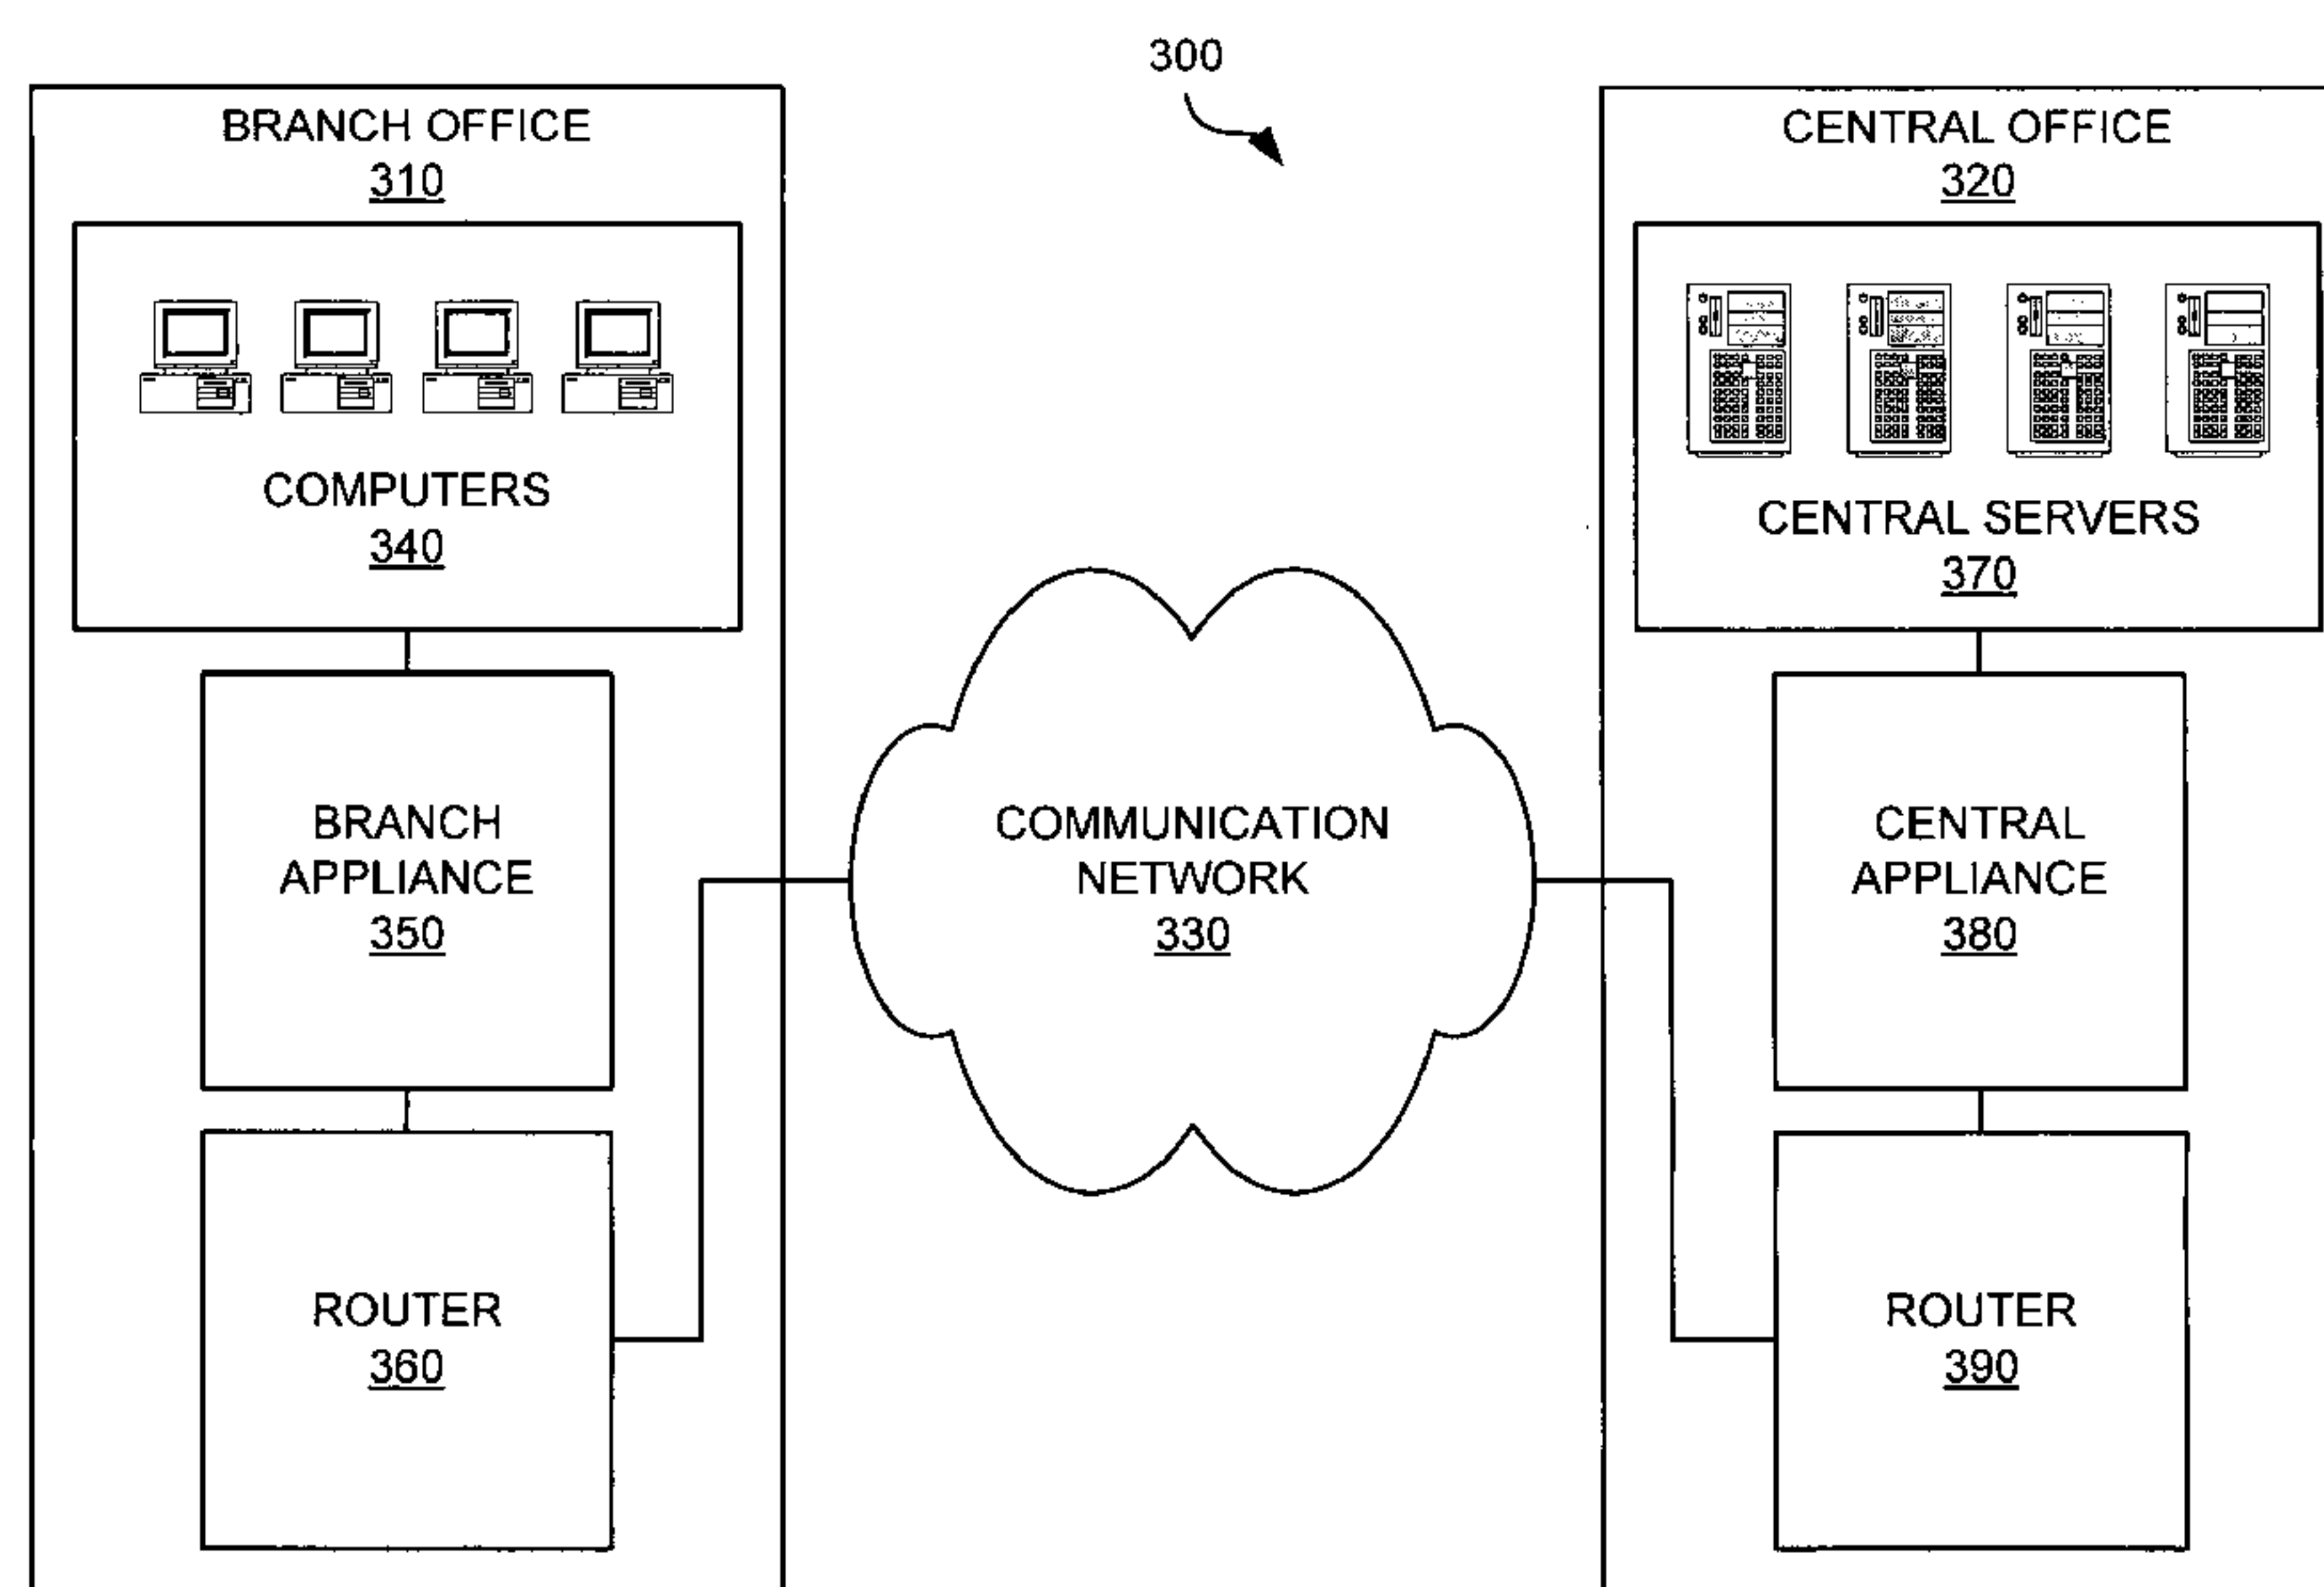 300
BRANCH OFFICE
310
COMPUTERS
340
BRANCH
APPLIANCE
350
ROUTER
360
COMMUNICATION
NETWORK
330
CENTRAL OFFICE
320
CENTRAL SERVERS
370
CENTRAL
APPLIANCE
380
ROUTER
390